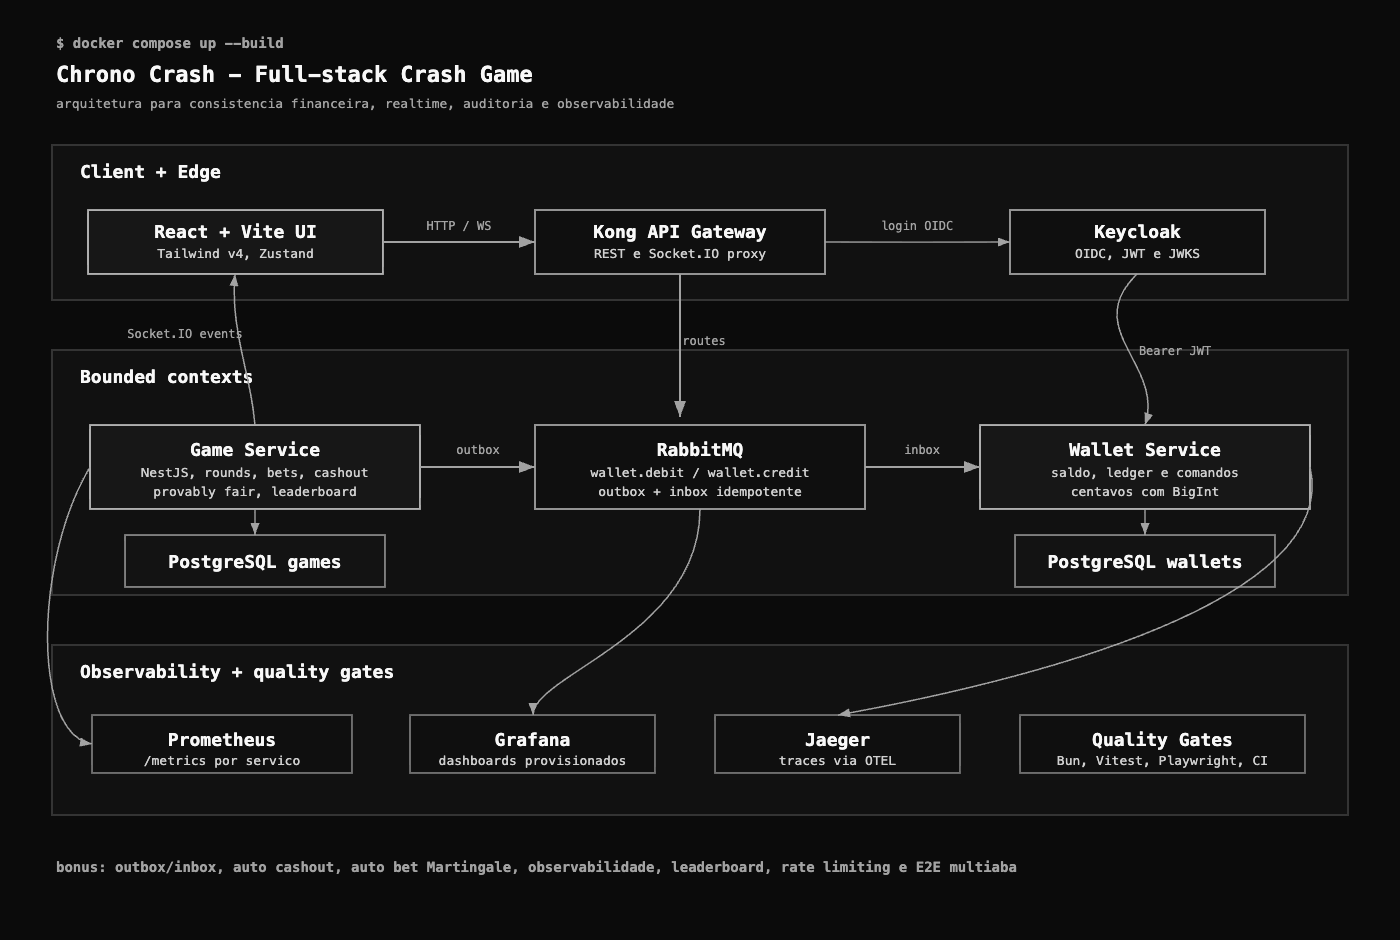 $ docker compose up --build
Chrono Crash - Full-stack Crash Game
arquitetura para consistencia financeira, realtime, auditoria e observabilidade
Client + Edge
React + Vite UI
Tailwind v4, Zustand
HTTP / WS
Kong API Gateway
REST e Socket.IO proxy
login OIDC
Keycloak
OIDC, JWT e JWKS
Socket.IO events
routes
Bearer JWT
Bounded contexts
Game Service
NestJS, rounds, bets, cashout
provably fair, leaderboard
outbox
RabbitMQ
wallet.debit / wallet.credit
outbox + inbox idempotente
inbox
Wallet Service
saldo, ledger e comandos
centavos com BigInt
PostgreSQL games
PostgreSQL wallets
Observability + quality gates
Prometheus
/metrics por servico
Grafana
dashboards provisionados
Jaeger
traces via OTEL
Quality Gates
Bun, Vitest, Playwright, CI
bonus: outbox/inbox, auto cashout, auto bet Martingale, observabilidade, leaderboard, rate limiting e E2E multiaba